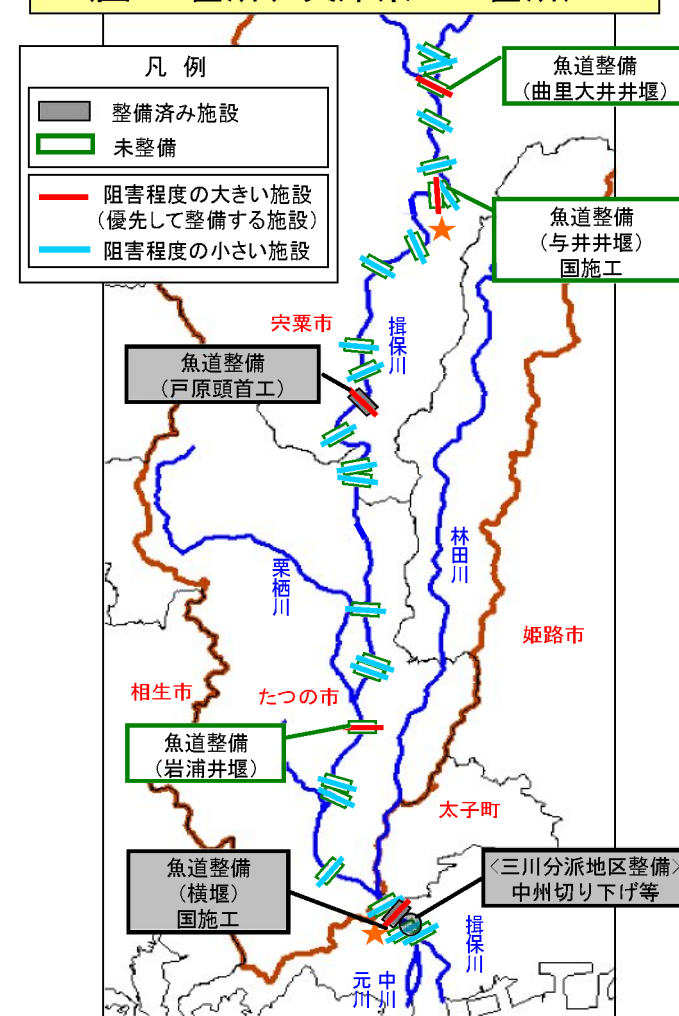 凡 例
整備済み施設
未整備
阻害程度の大きい施設
(優先して整備する施設)
阻害程度の小さい施設
魚道整備
(曲里大井井堰)
魚道整備
(与井井堰)
国施工
宍粟市
揖保川
魚道整備
(戸原頭首工)
林田川
栗栖川
姫路市
相生市
たつの市
魚道整備
(岩浦井堰)
太子町
魚道整備
(横堰)
国施工
<三川分派地区整備>
中州切り下げ等
揖保川
中川
元川